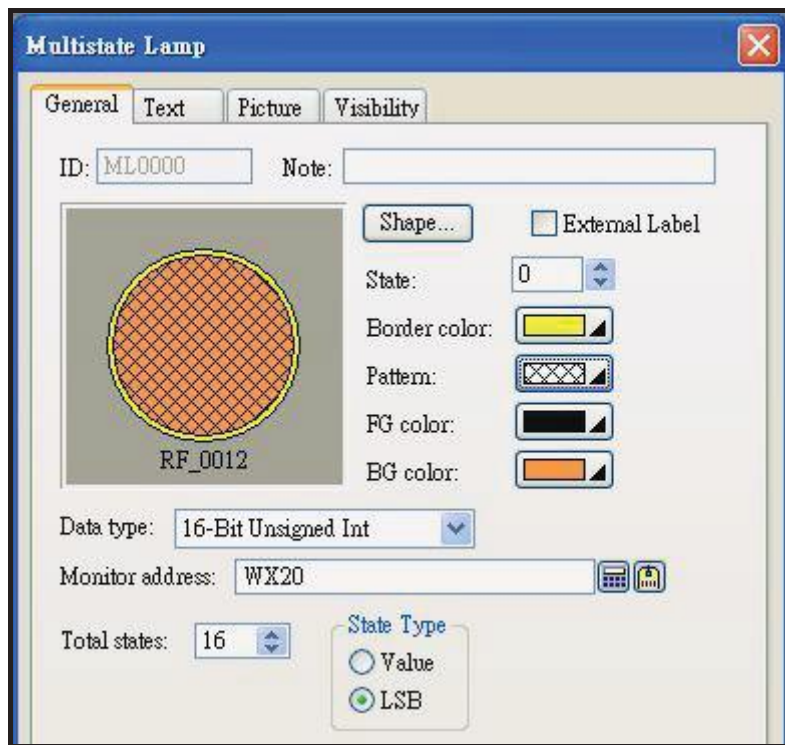 Multistate Lamp
General Text Picture Visibility
ID: ML0000 Note:
Shape... External Label
State: 0
Border color:
Pattern:
FG color:
RF_0012
BG color:
Data type: 16-Bit Unsigned Int
Monitor address: WX20
Total states: 16
State Type
Value
LSB